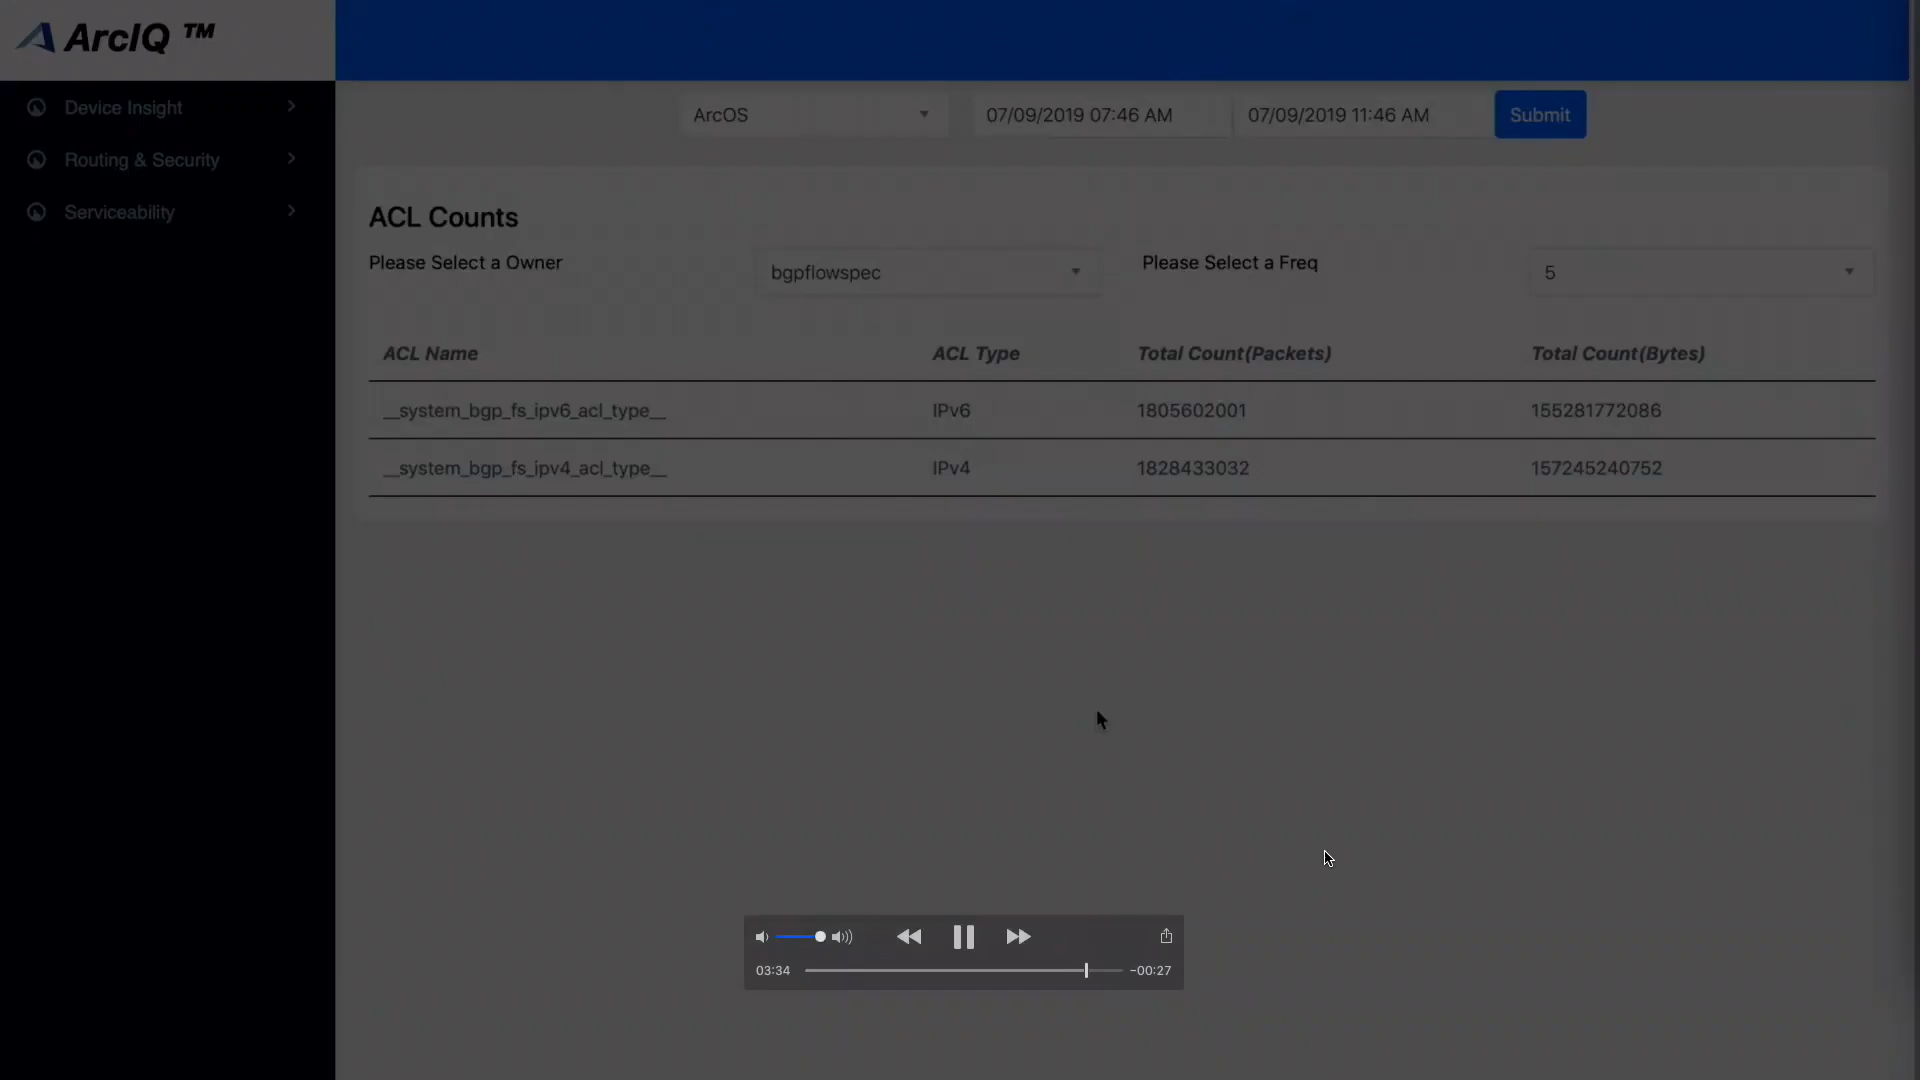 ArcIQ ™
Device Insight
Routing & Security
Serviceability
ArcOS
07/09/2019 07:46 AM
07/09/2019 11:46 AM
Submit
ACL Counts
Please Select a Owner
bgpflowspec
Please Select a Freq
5
ACL Name ACL Type Total Count(Packets) Total Count(Bytes)
__system_bgp_fs_ipv6_acl_type__ IPv6 1805602001 155281772086
__system_bgp_fs_ipv4_acl_type__ IPv4 1828433032 157245240752
03:34
-00:27